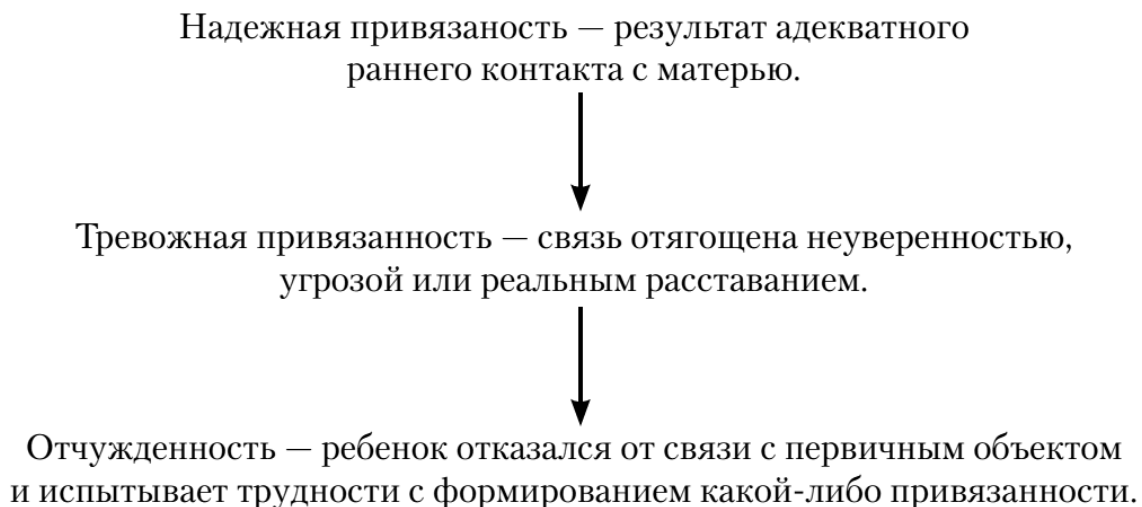 Надежная привязаность — результат адекватного
раннего контакта с матерью.
Тревожная привязанность — связь отягощена неуверенностью,
угрозой или реальным расставанием.
Отчужденность — ребенок отказался от связи с первичным объектом
и испытывает трудности с формированием какой-либо привязанности.